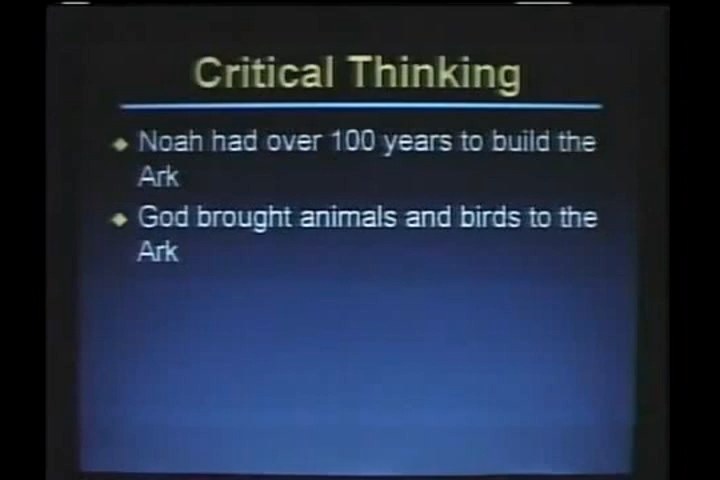 Critical Thinking
Noah had over 100 years to build the
Ark
God brought animals and birds to the
Ark